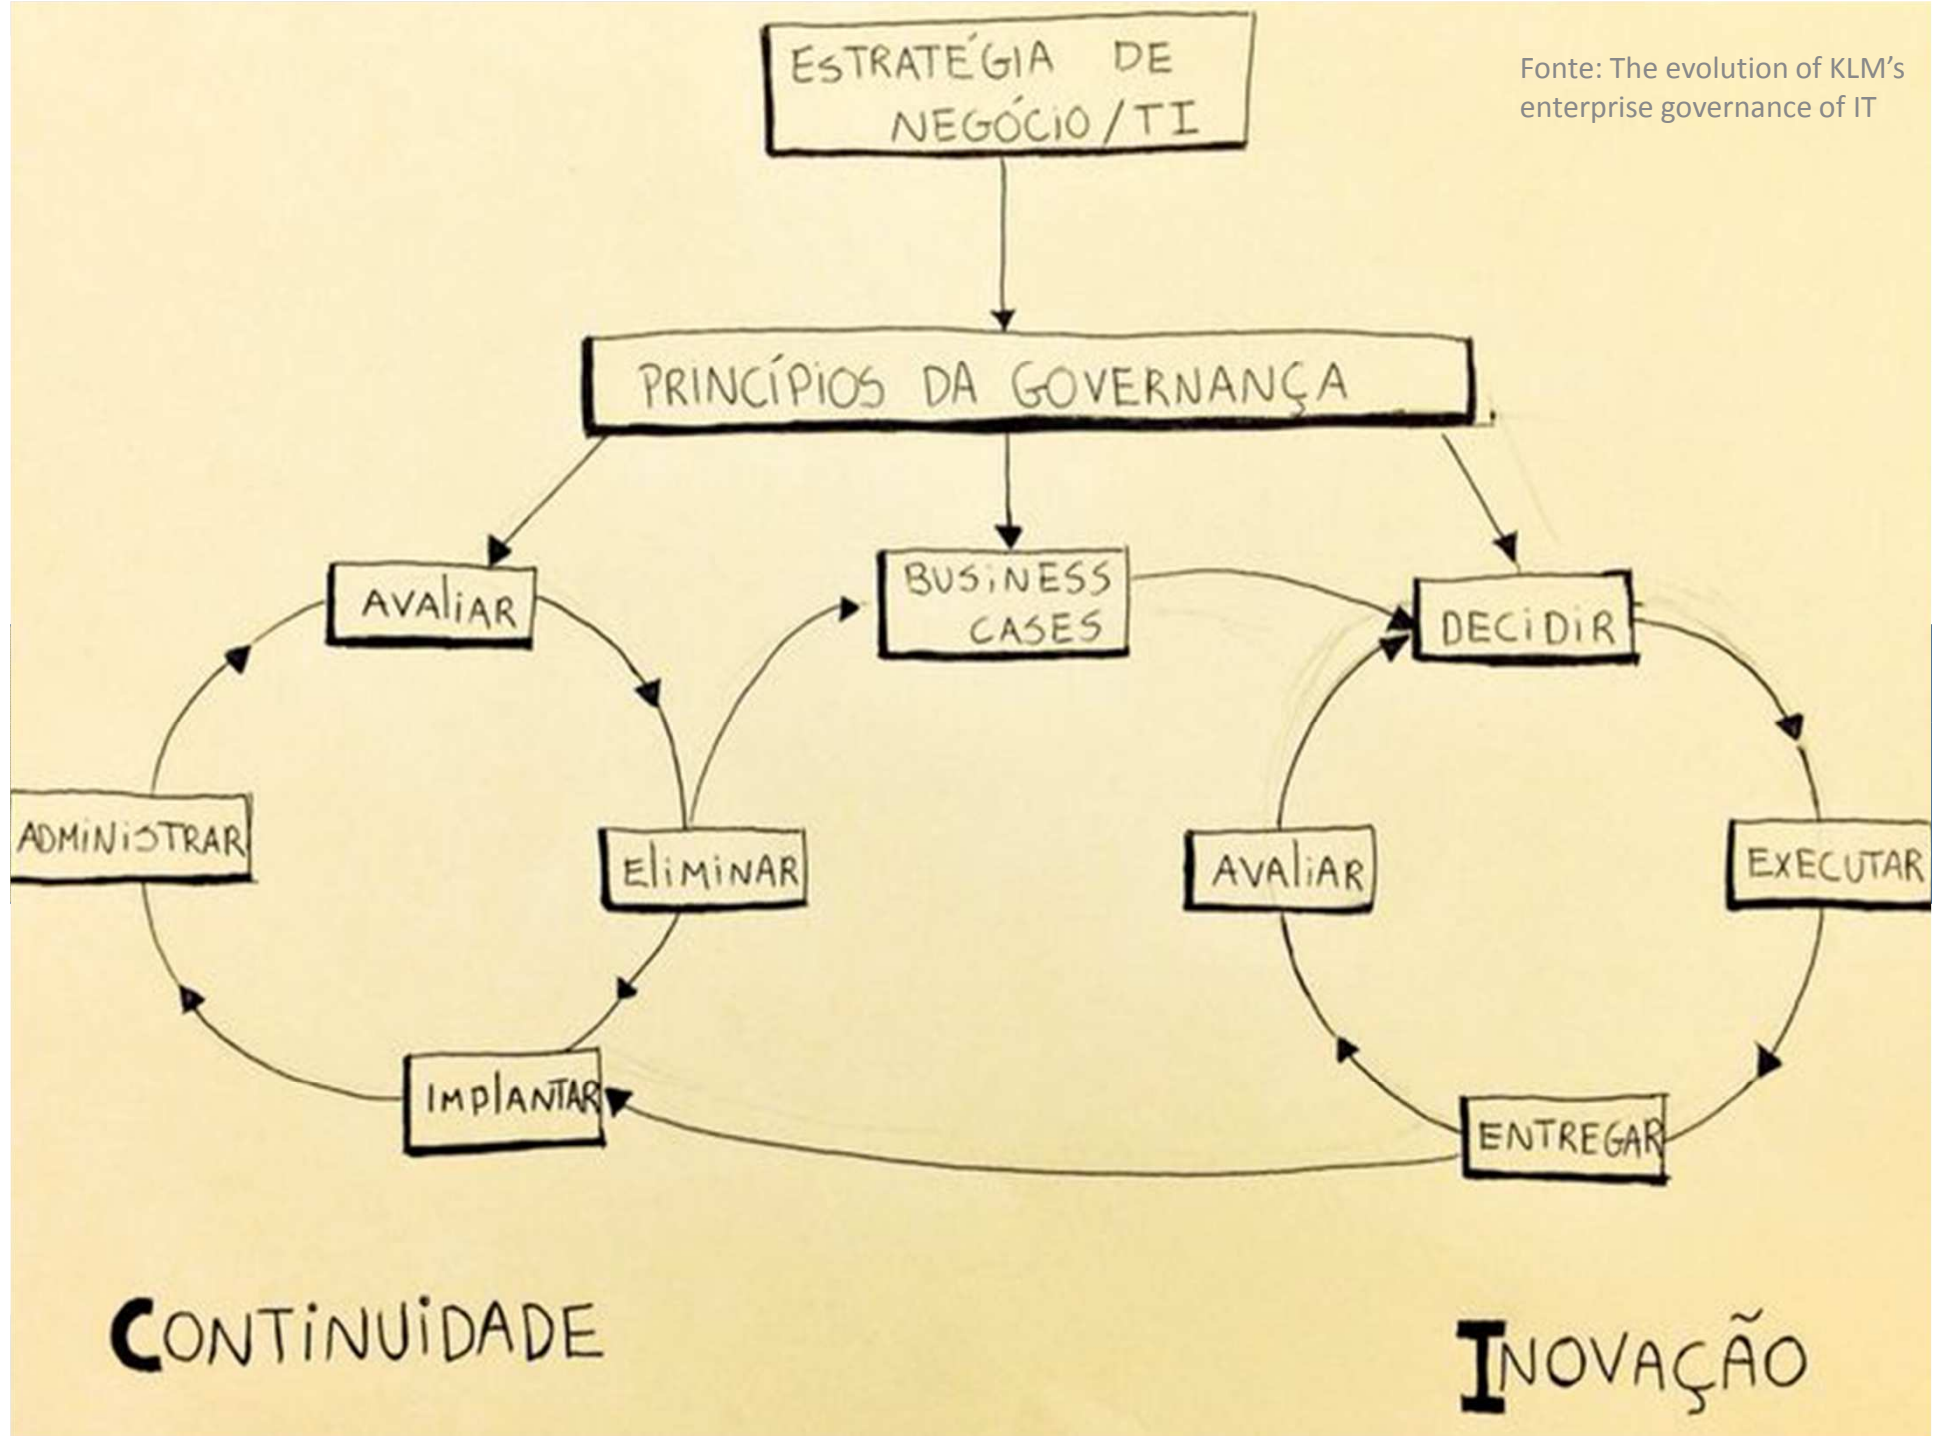 ESTRATÉGIA DE
NEGÓCIO/TI
Fonte: The evolution of KLM's
enterprise governance of IT
PRINCÍPIOS DA GOVERNANÇA
AVALIAR
BUSINESS
CASES
DECIDIR
ADMINISTRAR
ELIMINAR
AVALIAR
EXECUTAR
IMPLANTAR
ENTREGAR
CONTINUIDADE
INOVAÇÃO